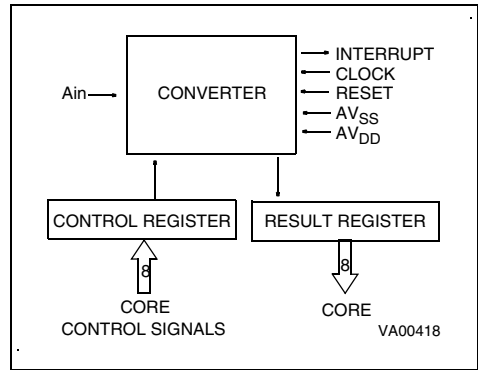 INTERRUPT
CLOCK
Ain
CONVERTER
RESET
AVSS
AVDD
CONTROL REGISTER
RESULT REGISTER
8
8
CORE
CONTROL SIGNALS
CORE
VA00418